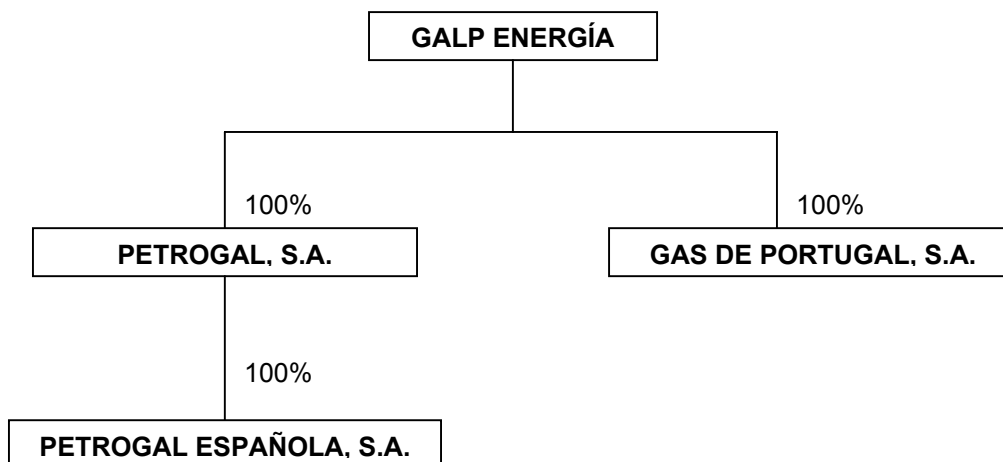 GALP ENERGÍA
100%
100%
PETROGAL, S.A.
GAS DE PORTUGAL, S.A.
100%
PETROGAL ESPAÑOLA, S.A.